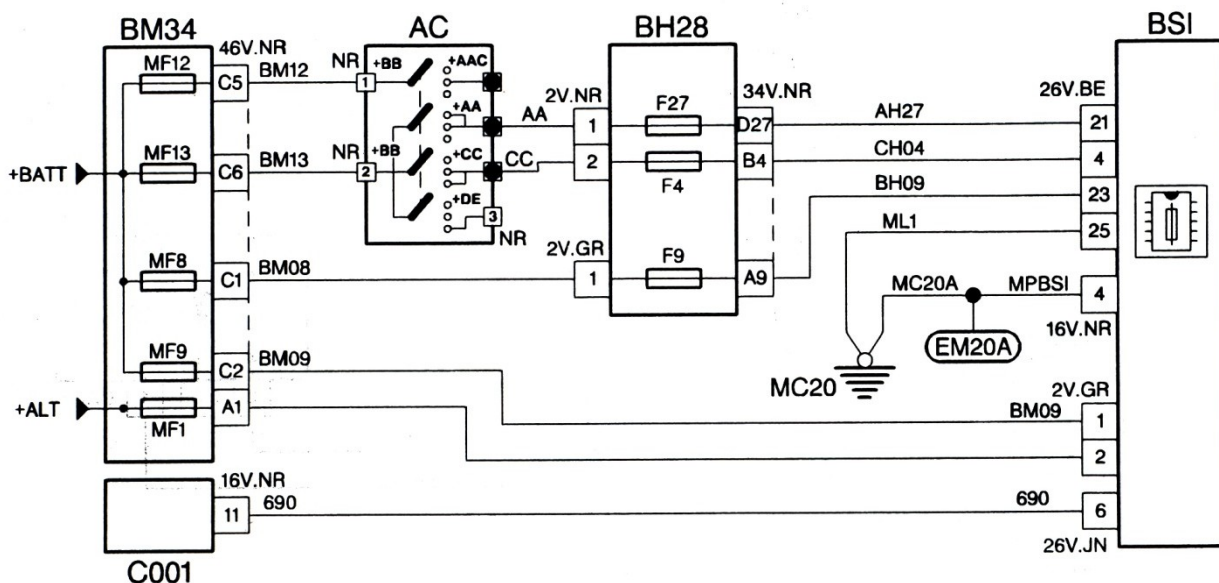 BM34 AC BH28 BSI
46V.NR
MF12 C5 BM12 NR 1 +BB +AAC
2V.NR 34V.NR 26V.BE
+AA AA 1 F27 D27 AH27 21
+BATT MF13 C6 BM13 NR 2 +BB +CC CC 2 F4 B4 CH04 4
BH09 23
+DE 3 NR
ML1 25
MF8 C1 BM08 2V.GR 1 F9 A9
MC20A MPBSI 4
16V.NR
EM20A
MC20
MF9 C2 BM09
2V.GR
BM09 1
+ALT MF1 A1
2
16V.NR
11 690 690 6
26V.JN
C001